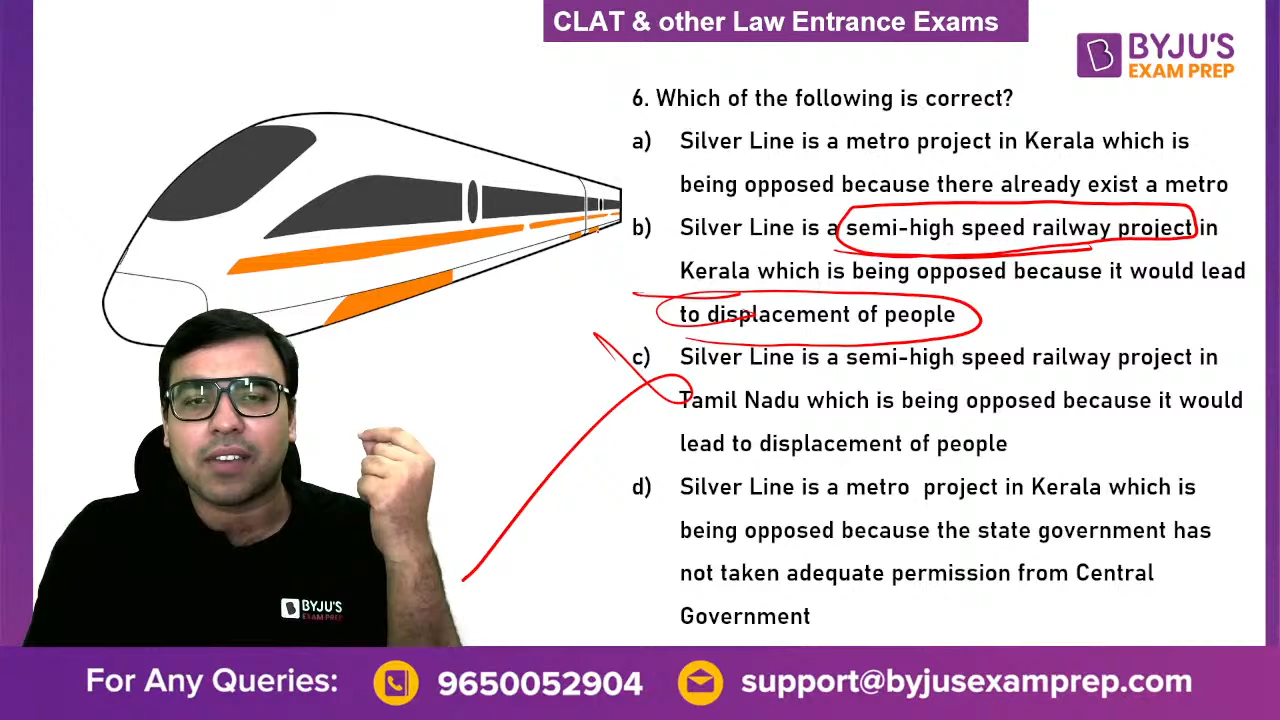 CLAT & other Law Entrance Exams
BYJU'S
EXAM PREP
6. Which of the following is correct?
a) Silver Line is a metro project in Kerala which is
being opposed because there already exist a metro
b) Silver Line is a semi-high speed railway project in
Kerala which is being opposed because it would lead
to displacement of people
c) Silver Line is a semi-high speed railway project in
Tamil Nadu which is being opposed because it would
lead to displacement of people
d) Silver Line is a metro project in Kerala which is
being opposed because the state government has
not taken adequate permission from Central
Government
BYJU'S
EXAM PREP
For Any Queries: 9650052904 support@byjusexamprep.com